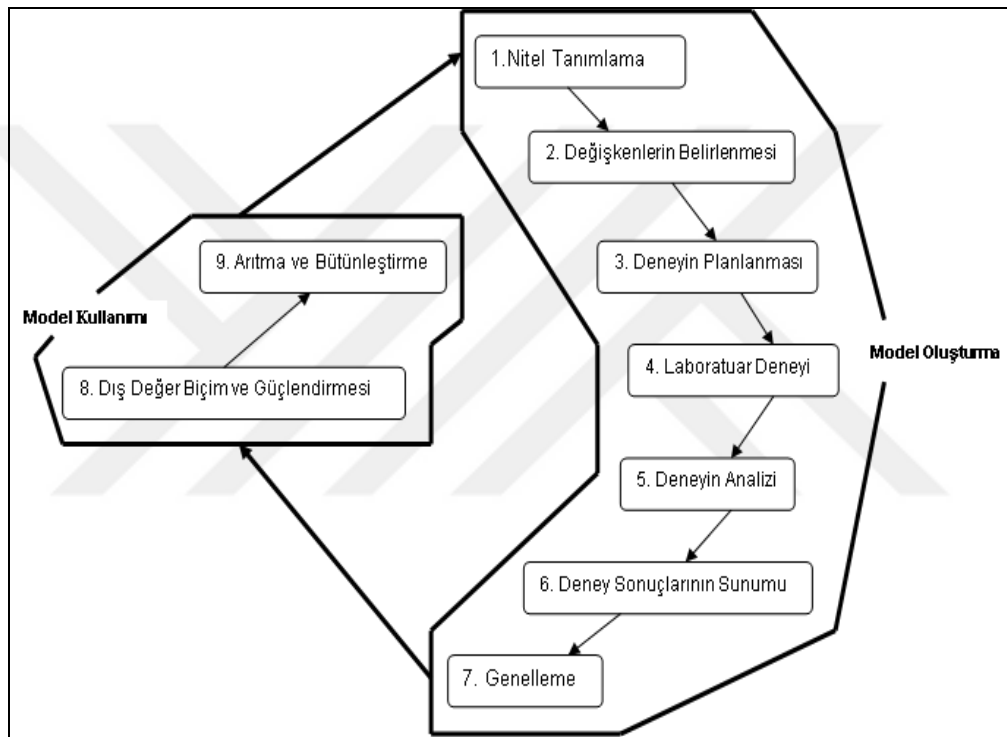 1.Nitel Tanımlama
2. Değişkenlerin Belirlenmesi
3. Deneyin Planlanması
4. Laboratuar Deneyi
5. Deneyin Analizi
6. Deney Sonuçlarının Sunumu
7. Genelleme
Model Oluşturma
8. Dış Değer Biçim ve Güçlendirmesi
9. Arıtma ve Bütünleştirme
Model Kullanımı